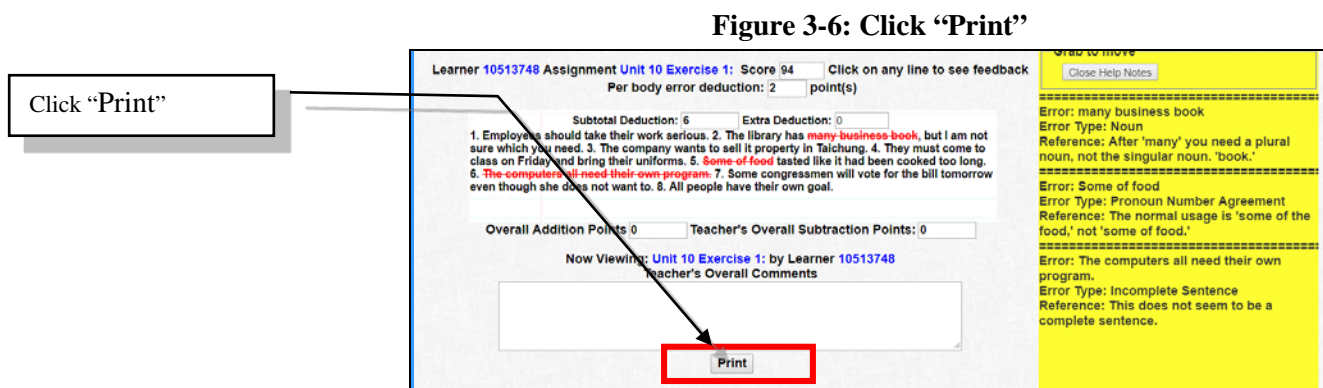 Figure 3-6: Click “Print”
Click “Print”
Learner 10513748 Assignment Unit 10 Exercise 1: Score 94 Click on any line to see feedback
Per body error deduction: 2 point(s)
Subtotal Deduction: 6 Extra Deduction: 0
1. Employees should take their work serious. 2. The library has many business book, but I am not
sure which you need. 3. The company wants to sell it property in Taichung. 4. They must come to
class on Friday and bring their uniforms. 5. Some of food tasted like it had been cooked too long.
6. The computers all need their own program. 7. Some congressmen will vote for the bill tomorrow
even though she does not want to. 8. All people have their own goal.
Overall Addition Points 0 Teacher's Overall Subtraction Points: 0
Now Viewing: Unit 10 Exercise 1: by Learner 10513748
Teacher's Overall Comments
Print
Grab to move
Close Help Notes
========================================
Error: many business book
Error Type: Noun
Reference: After 'many' you need a plural
noun, not the singular noun. 'book.'
========================================
Error: Some of food
Error Type: Pronoun Number Agreement
Reference: The normal usage is 'some of the
food,' not 'some of food.'
========================================
Error: The computers all need their own
program.
Error Type: Incomplete Sentence
Reference: This does not seem to be a
complete sentence.